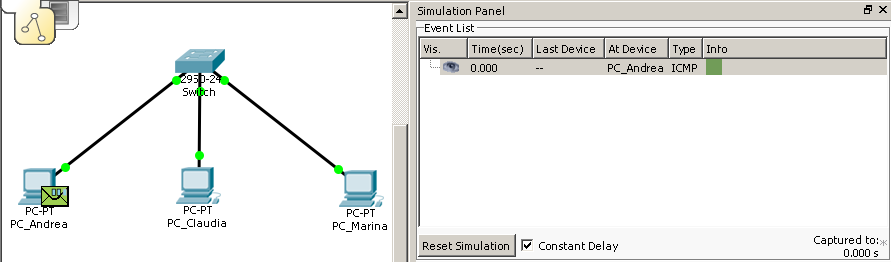 2950-24
Switch
PC-PT
PC_Andrea
PC-PT
PC_Claudia
PC-PT
PC_Marina
Simulation Panel
Event List
Vis. Time(sec) Last Device At Device Type Info
0.000 -- PC_Andrea ICMP
Reset Simulation Constant Delay Captured to: *
0.000 s